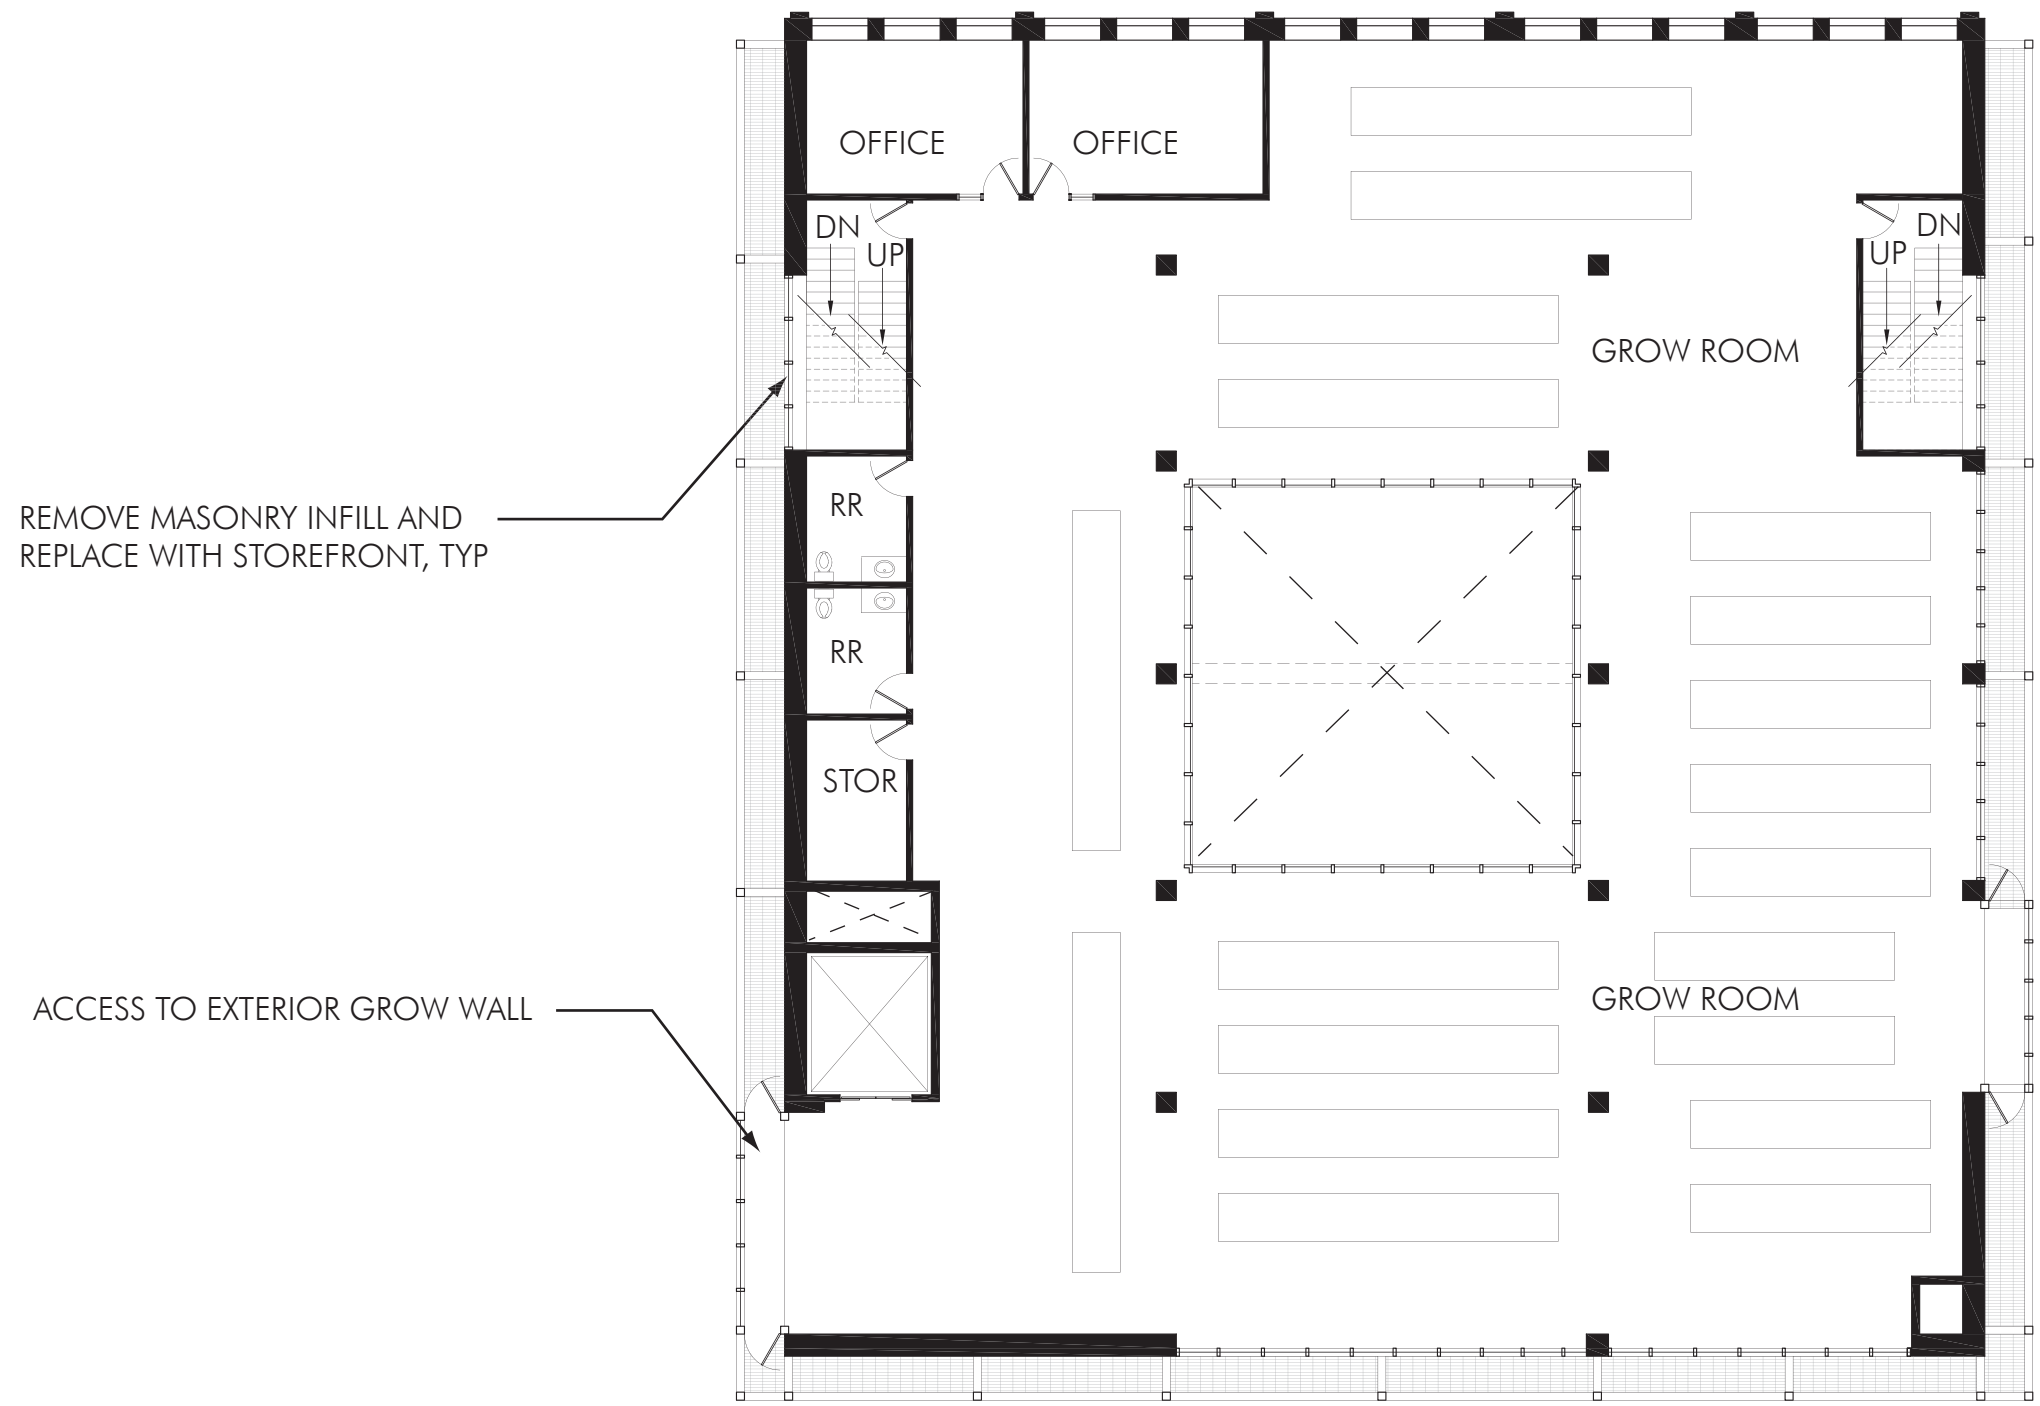 OFFICE
OFFICE
DN
UP
DN
UP
GROW ROOM
REMOVE MASONRY INFILL AND
REPLACE WITH STOREFRONT, TYP
RR
RR
STOR
GROW ROOM
ACCESS TO EXTERIOR GROW WALL